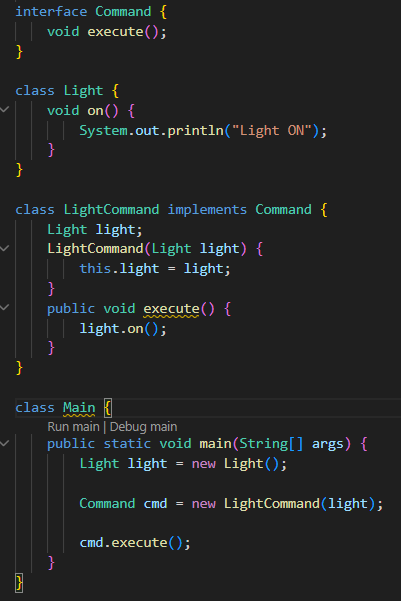 interface Command {
    void execute();
}

class Light {
    void on() {
        System.out.println("Light ON");
    }
}

class LightCommand implements Command {
    Light light;
    LightCommand(Light light) {
        this.light = light;
    }
    public void execute() {
        light.on();
    }
}

class Main {
    Run main | Debug main
    public static void main(String[] args) {
        Light light = new Light();

        Command cmd = new LightCommand(light);

        cmd.execute();
    }
}